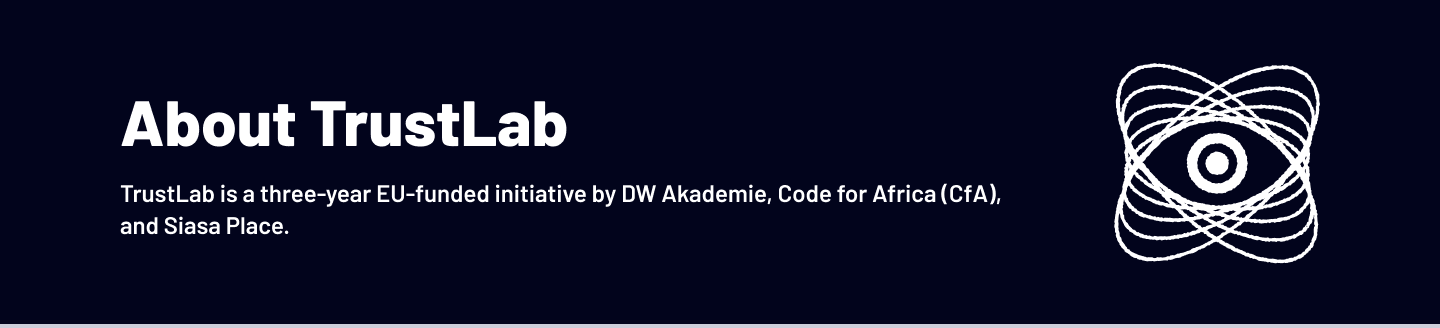 About TrustLab
TrustLab is a three-year EU-funded initiative by DW Akademie, Code for Africa (CfA),
and Siasa Place.